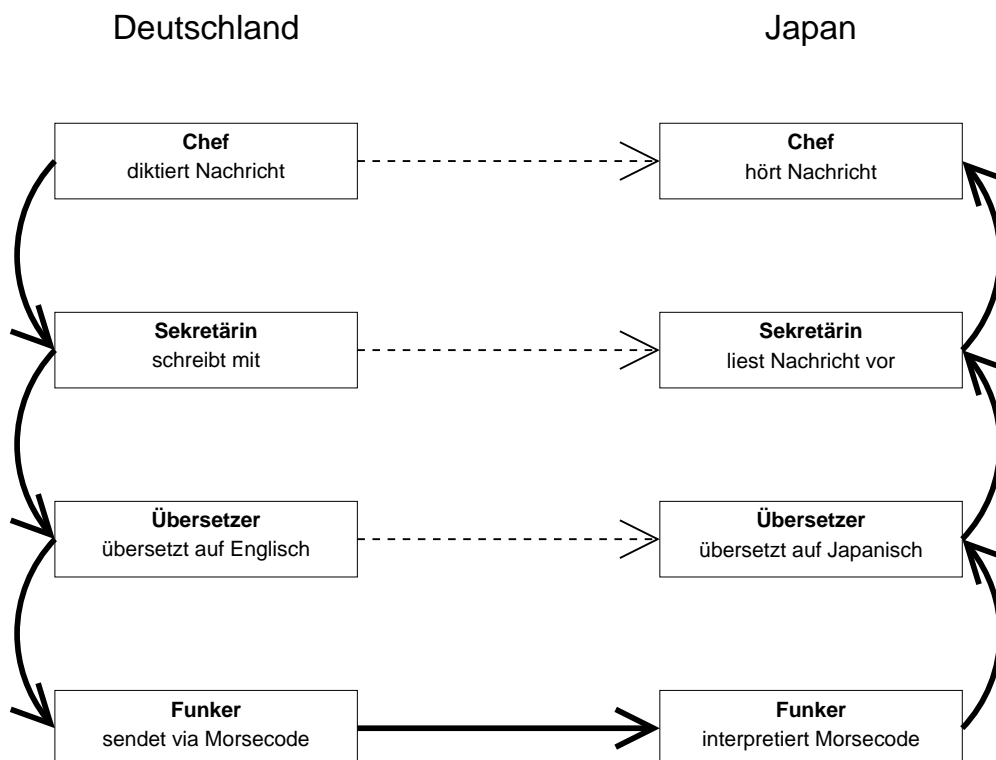 Deutschland
Japan
Chef
diktiert Nachricht
Chef
hört Nachricht
Sekretärin
schreibt mit
Sekretärin
liest Nachricht vor
Übersetzer
übersetzt auf Englisch
Übersetzer
übersetzt auf Japanisch
Funker
sendet via Morsecode
Funker
interpretiert Morsecode